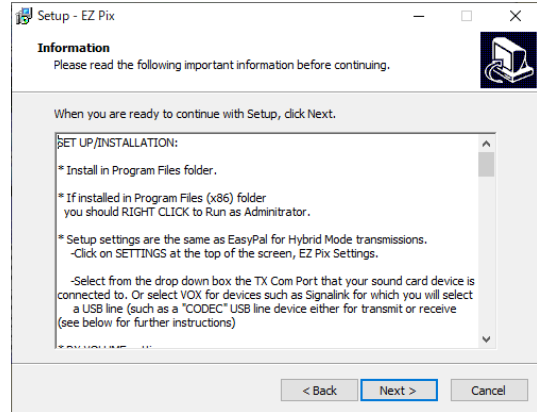 Setup - EZ Pix
Information
Please read the following important information before continuing.
When you are ready to continue with Setup, click Next.
SET UP/INSTALLATION:
* Install in Program Files folder.
* If installed in Program Files (x86) folder
you should RIGHT CLICK to Run as Adminitrator.
* Setup settings are the same as EasyPal for Hybrid Mode transmissions.
-Click on SETTINGS at the top of the screen, EZ Pix Settings.
-Select from the drop down box the TX Com Port that your sound card device is
connected to. Or select VOX for devices such as Signalink for which you will select
a USB line (such as a "CODEC" USB line device either for transmit or receive
(see below for further instructions)
< Back
Next >
Cancel